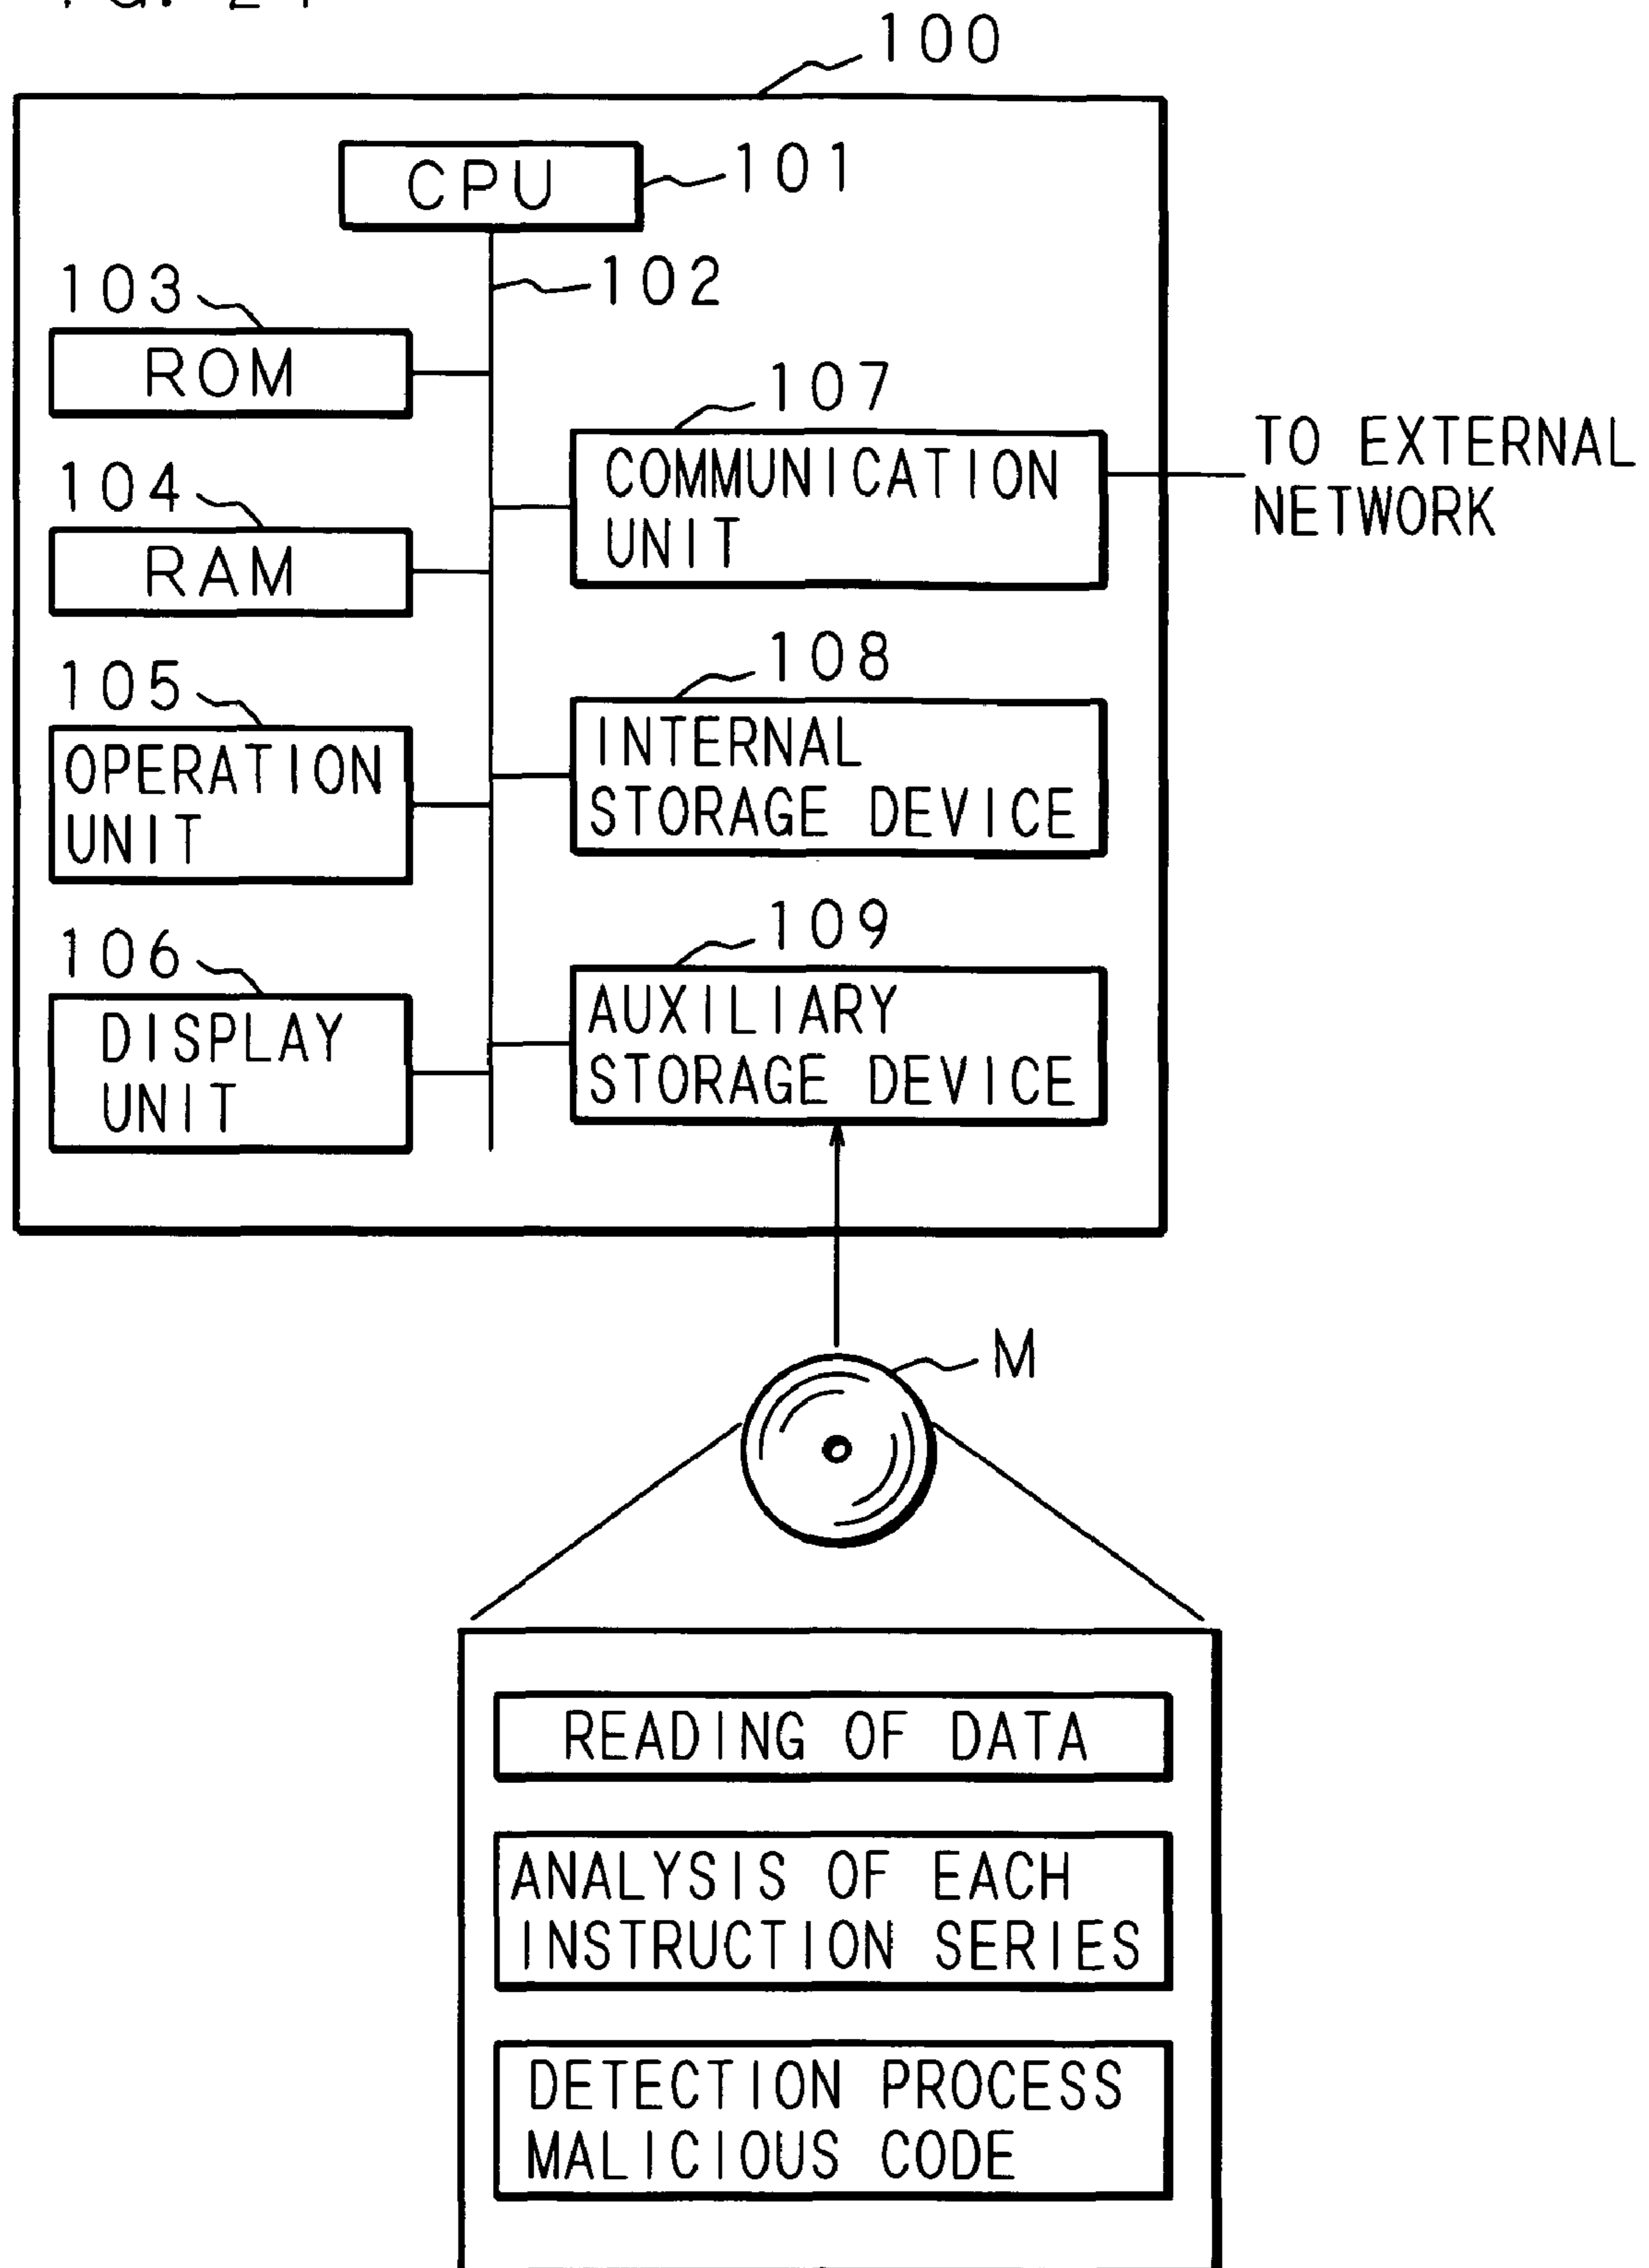 100
CPU
101
102
103
ROM
107
COMMUNICATION
UNIT
TO EXTERNAL
NETWORK
104
RAM
108
INTERNAL
STORAGE DEVICE
105
OPERATION
UNIT
109
AUXILIARY
STORAGE DEVICE
106
DISPLAY
UNIT
M
READING OF DATA
ANALYSIS OF EACH
INSTRUCTION SERIES
DETECTION PROCESS
MALICIOUS CODE